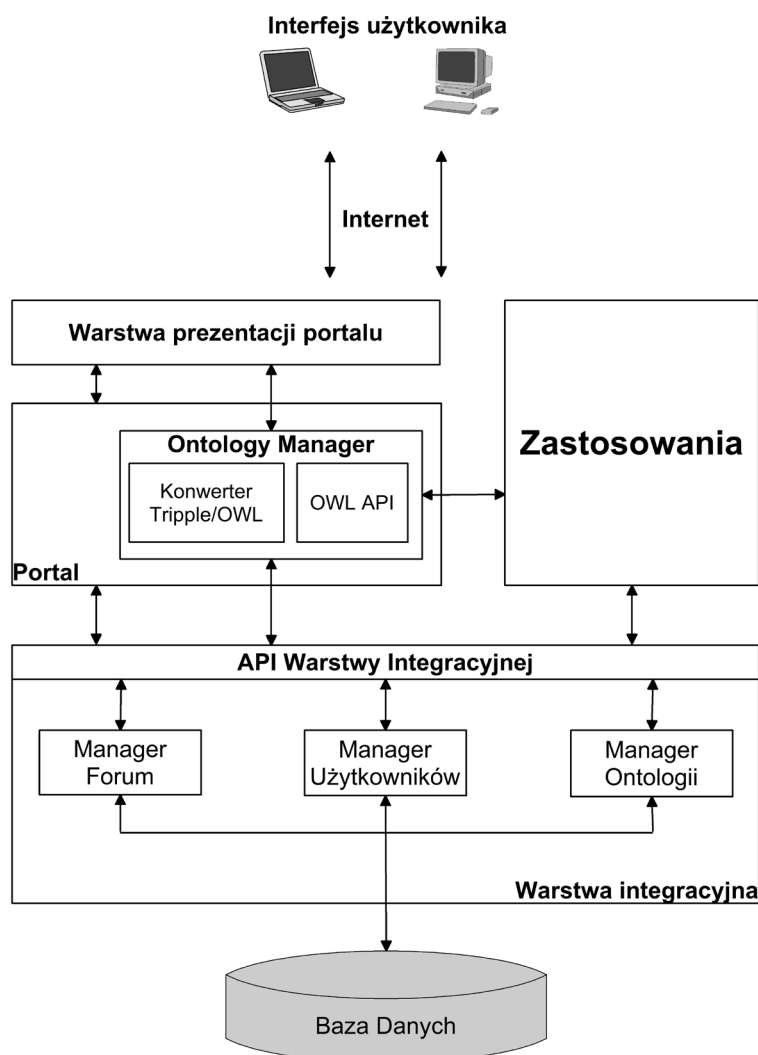 Interfejs użytkownika
Internet
Warstwa prezentacji portalu
Zastosowania
Ontology Manager
Konwerter
Tripple/OWL
OWL API
Portal
API Warstwy Integracyjnej
Manager
Forum
Manager
Użytkowników
Manager
Ontologii
Warstwa integracyjna
Baza Danych